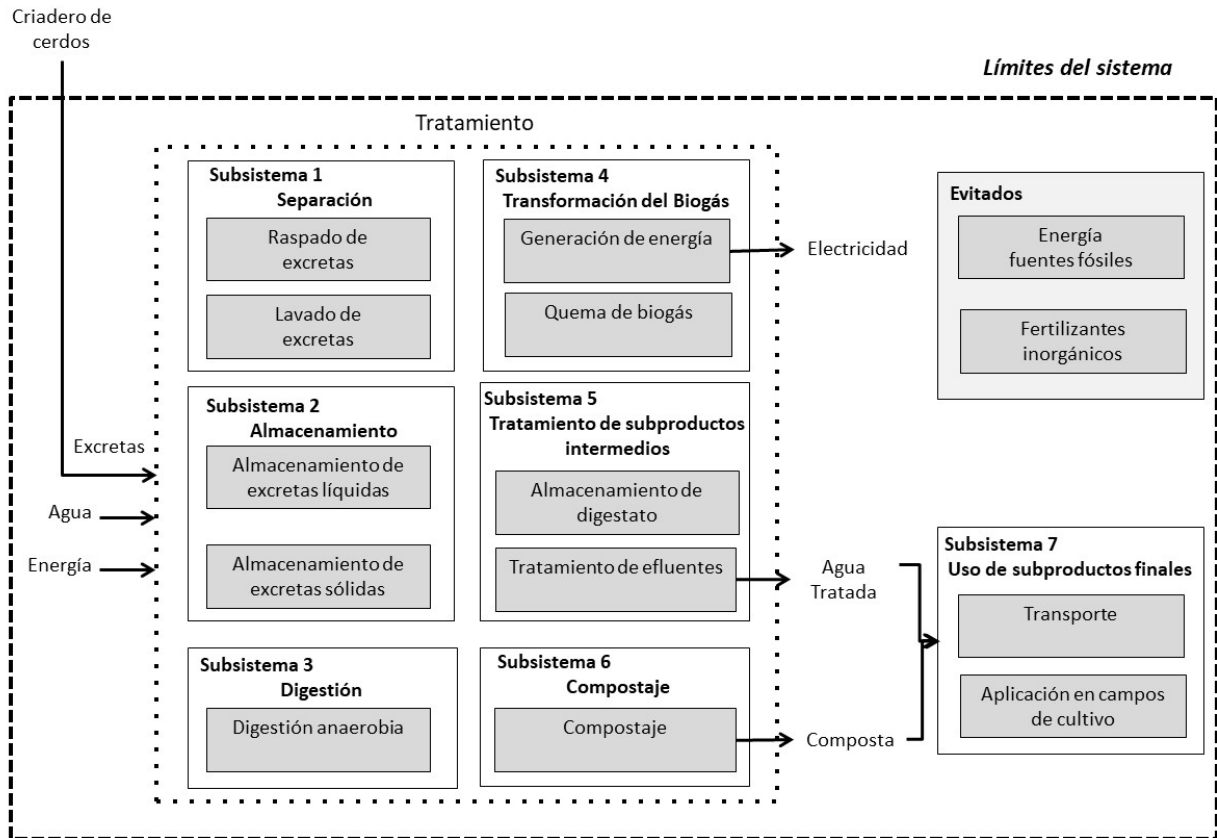 Criadero de
cerdos
Límites del sistema
Tratamiento
Subsistema 1
Separación
Raspado de
excretas
Lavado de
excretas
Subsistema 4
Transformación del Biogás
Generación de energía
Quema de biogás
Electricidad
Evitados
Energía
fuentes fósiles
Fertilizantes
inorgánicos
Excretas
Agua
Energía
Subsistema 2
Almacenamiento
Almacenamiento de
excretas líquidas
Almacenamiento de
excretas sólidas
Subsistema 5
Tratamiento de subproductos
intermedios
Almacenamiento de
digestato
Tratamiento de efluentes
Agua
Tratada
Subsistema 7
Uso de subproductos finales
Transporte
Aplicación en campos
de cultivo
Subsistema 3
Digestión
Digestión anaerobia
Subsistema 6
Compostaje
Compostaje
Composta